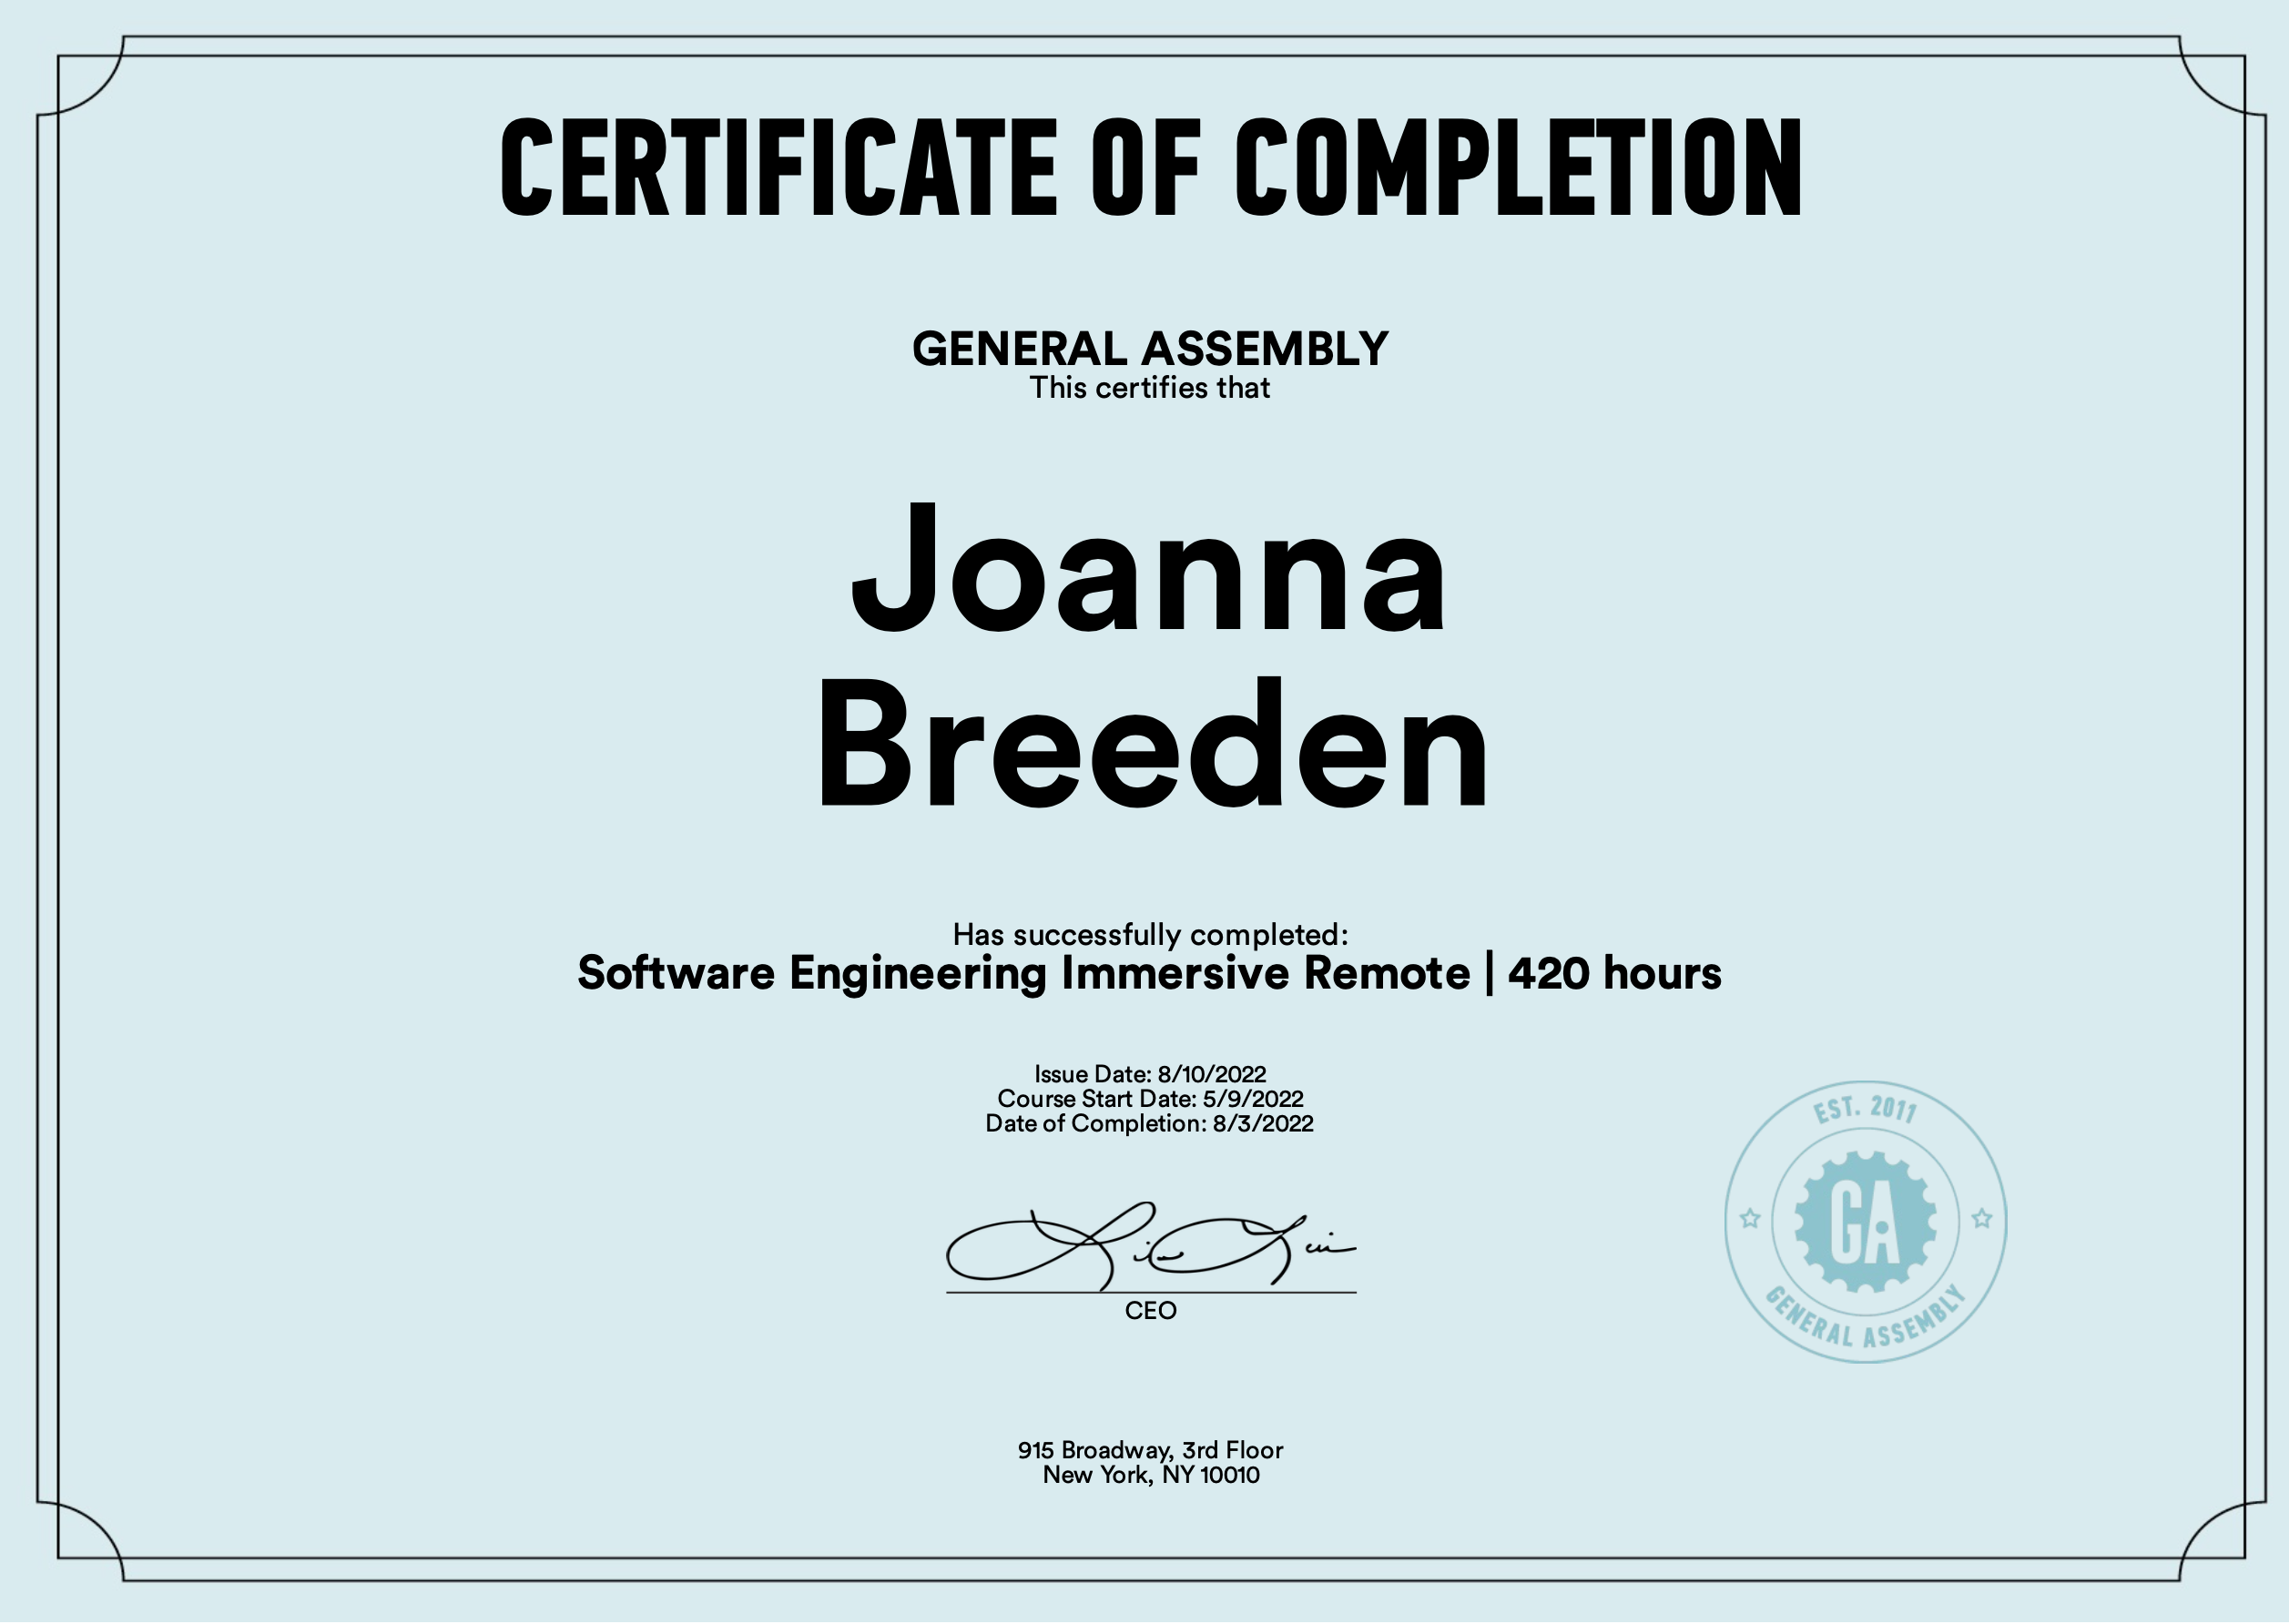 CERTIFICATE OF COMPLETION
GENERAL ASSEMBLY
This certifies that
Joanna
Breeden
Has successfully completed:
Software Engineering Immersive Remote | 420 hours
Issue Date: 8/10/2022
Course Start Date: 5/9/2022
Date of Completion: 8/3/2022
CEO
EST. 2011
GA
GENERAL ASSEMBLY
915 Broadway, 3rd Floor
New York, NY 10010